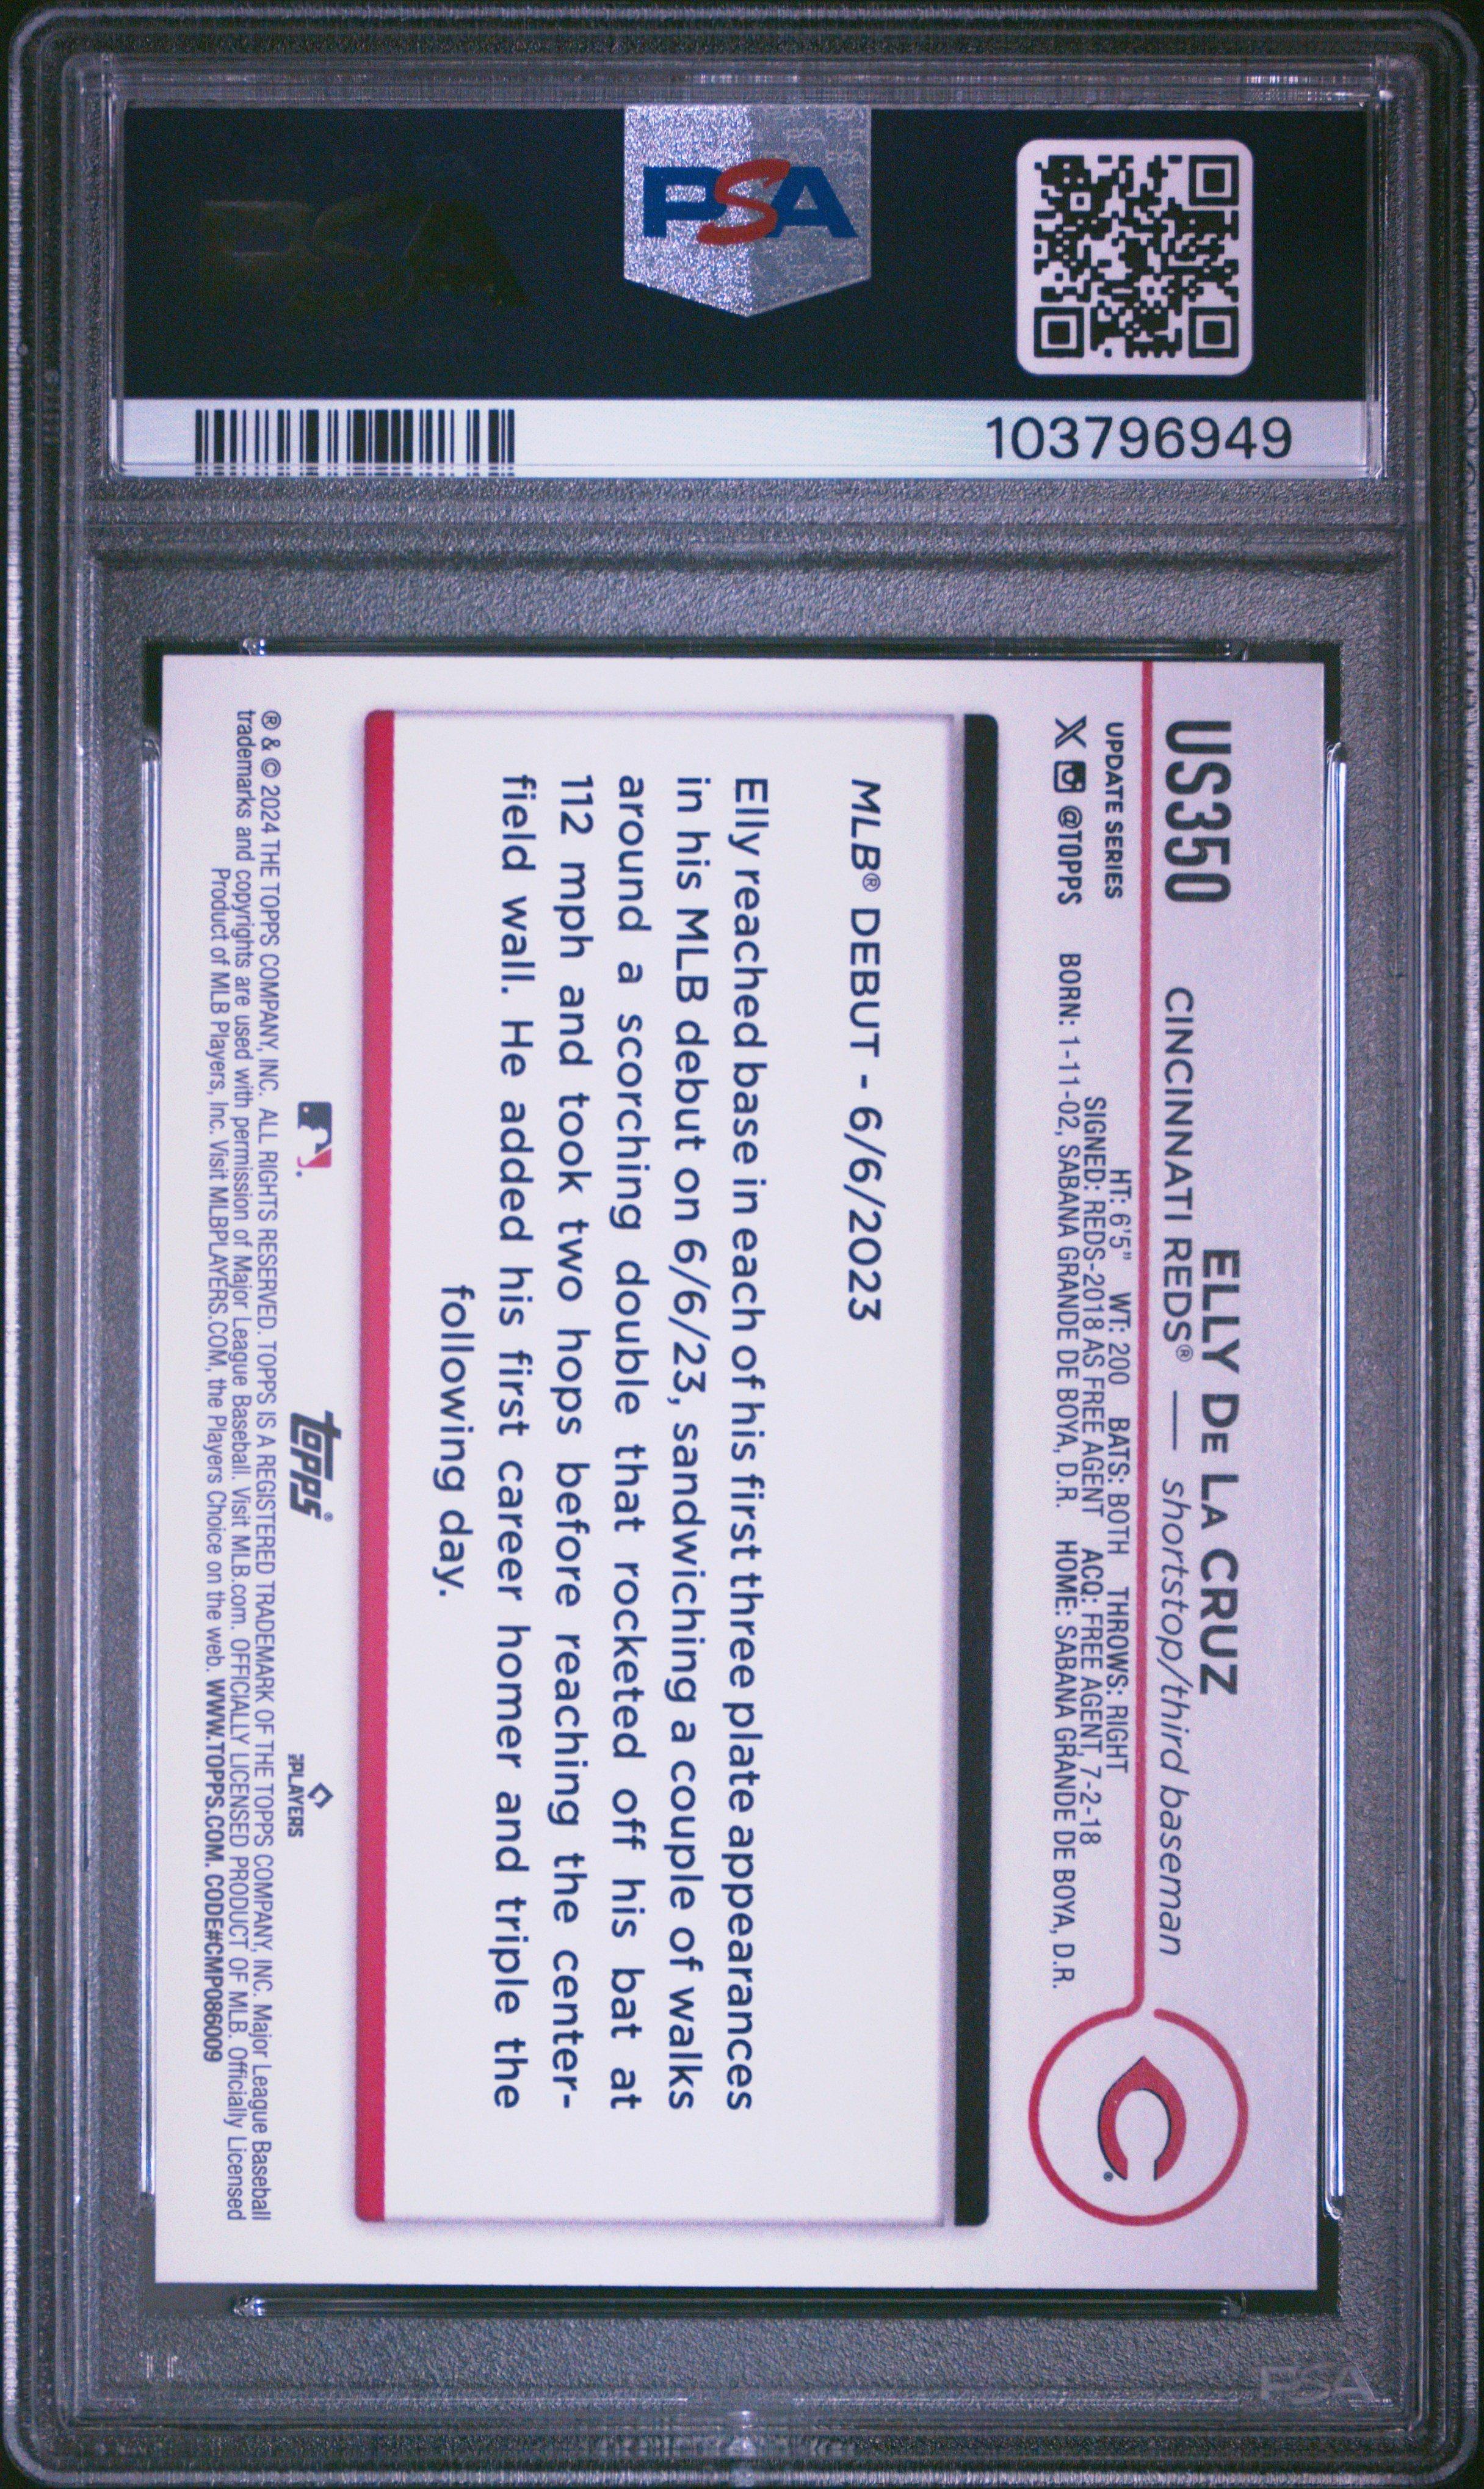 PSA
103796949
US350
ELLY DE LA CRUZ
CINCINNATI REDS® — shortstop/third baseman
UPDATE SERIES
HT: 6'5" WT: 200 BATS: BOTH THROWS: RIGHT
SIGNED: REDS-2018 AS FREE AGENT ACQ: FREE AGENT, 7-2-18
X @TOPPS BORN: 1-11-02, SABANA GRANDE DE BOYA, D.R. HOME: SABANA GRANDE DE BOYA, D.R.
C
MLB® DEBUT - 6/6/2023
Elly reached base in each of his first three plate appearances
in his MLB debut on 6/6/23, sandwiching a couple of walks
around a scorching double that rocketed off his bat at
112 mph and took two hops before reaching the center-
field wall. He added his first career homer and triple the
following day.
topps®
PLAYERS
® & © 2024 THE TOPPS COMPANY, INC. ALL RIGHTS RESERVED. TOPPS IS A REGISTERED TRADEMARK OF THE TOPPS COMPANY, INC. Major League Baseball
trademarks and copyrights are used with permission of Major League Baseball. Visit MLB.com. OFFICIALLY LICENSED PRODUCT OF MLB. Officially Licensed
Product of MLB Players, Inc. Visit MLBPLAYERS.COM, the Players Choice on the web. WWW.TOPPS.COM. CODE#CMP086009
PSA